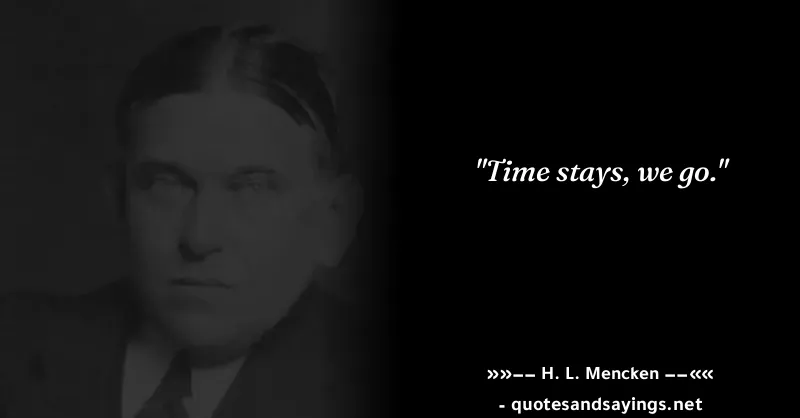 "Time stays, we go."
»»−− H. L. Mencken −−««
- quotesandsayings.net